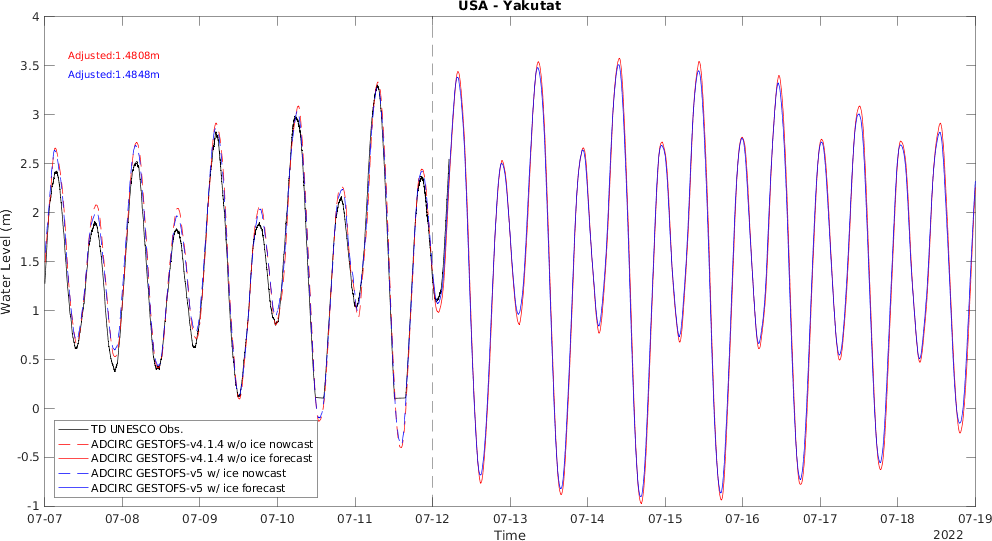 USA - Yakutat
4
3.5
3
2.5
2
1.5
1
0.5
0
-0.5
-1
Water Level (m)
Adjusted:1.4808m
Adjusted:1.4848m
TD UNESCO Obs.
ADCIRC GESTOFS-v4.1.4 w/o ice nowcast
ADCIRC GESTOFS-v4.1.4 w/o ice forecast
ADCIRC GESTOFS-v5 w/ ice nowcast
ADCIRC GESTOFS-v5 w/ ice forecast
07-07 07-08 07-09 07-10 07-11 07-12 07-13 07-14 07-15 07-16 07-17 07-18 07-19
Time
2022